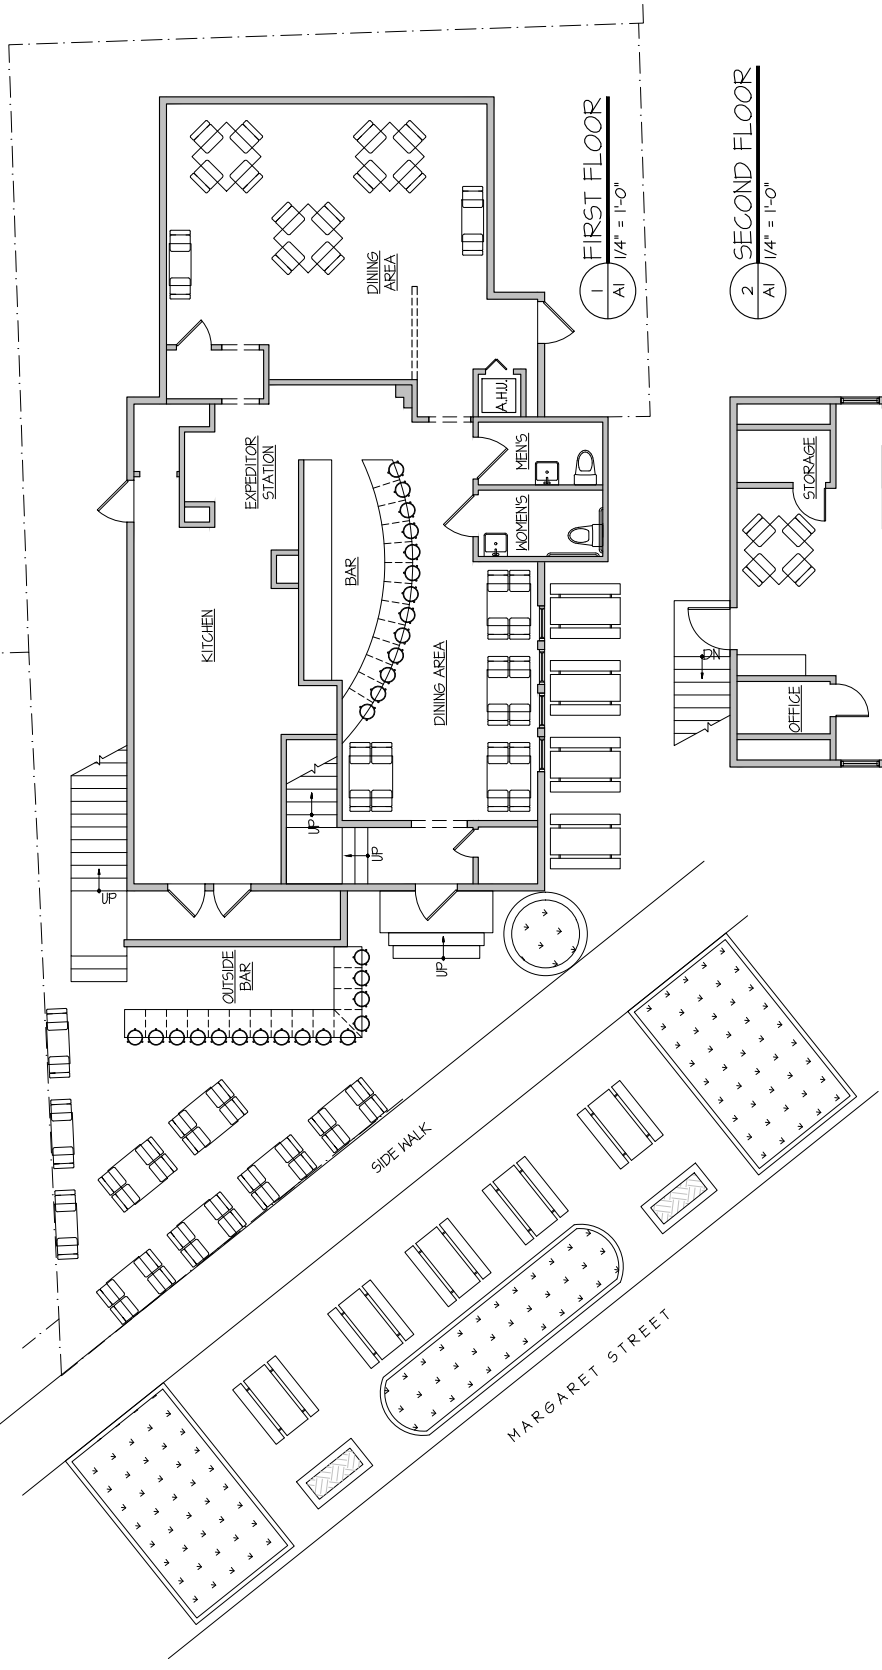 DINING
AREA
EXPEDITOR
STATION
A.H.U.
MEN'S
WOMEN'S
BAR
KITCHEN
DINING AREA
UP
UP
UP
UP
OUTSIDE
BAR
SIDE WALK
MARGARET STREET
1
A1
FIRST FLOOR
1/4" = 1'-0"
2
A1
SECOND FLOOR
1/4" = 1'-0"
STORAGE
DN
OFFICE